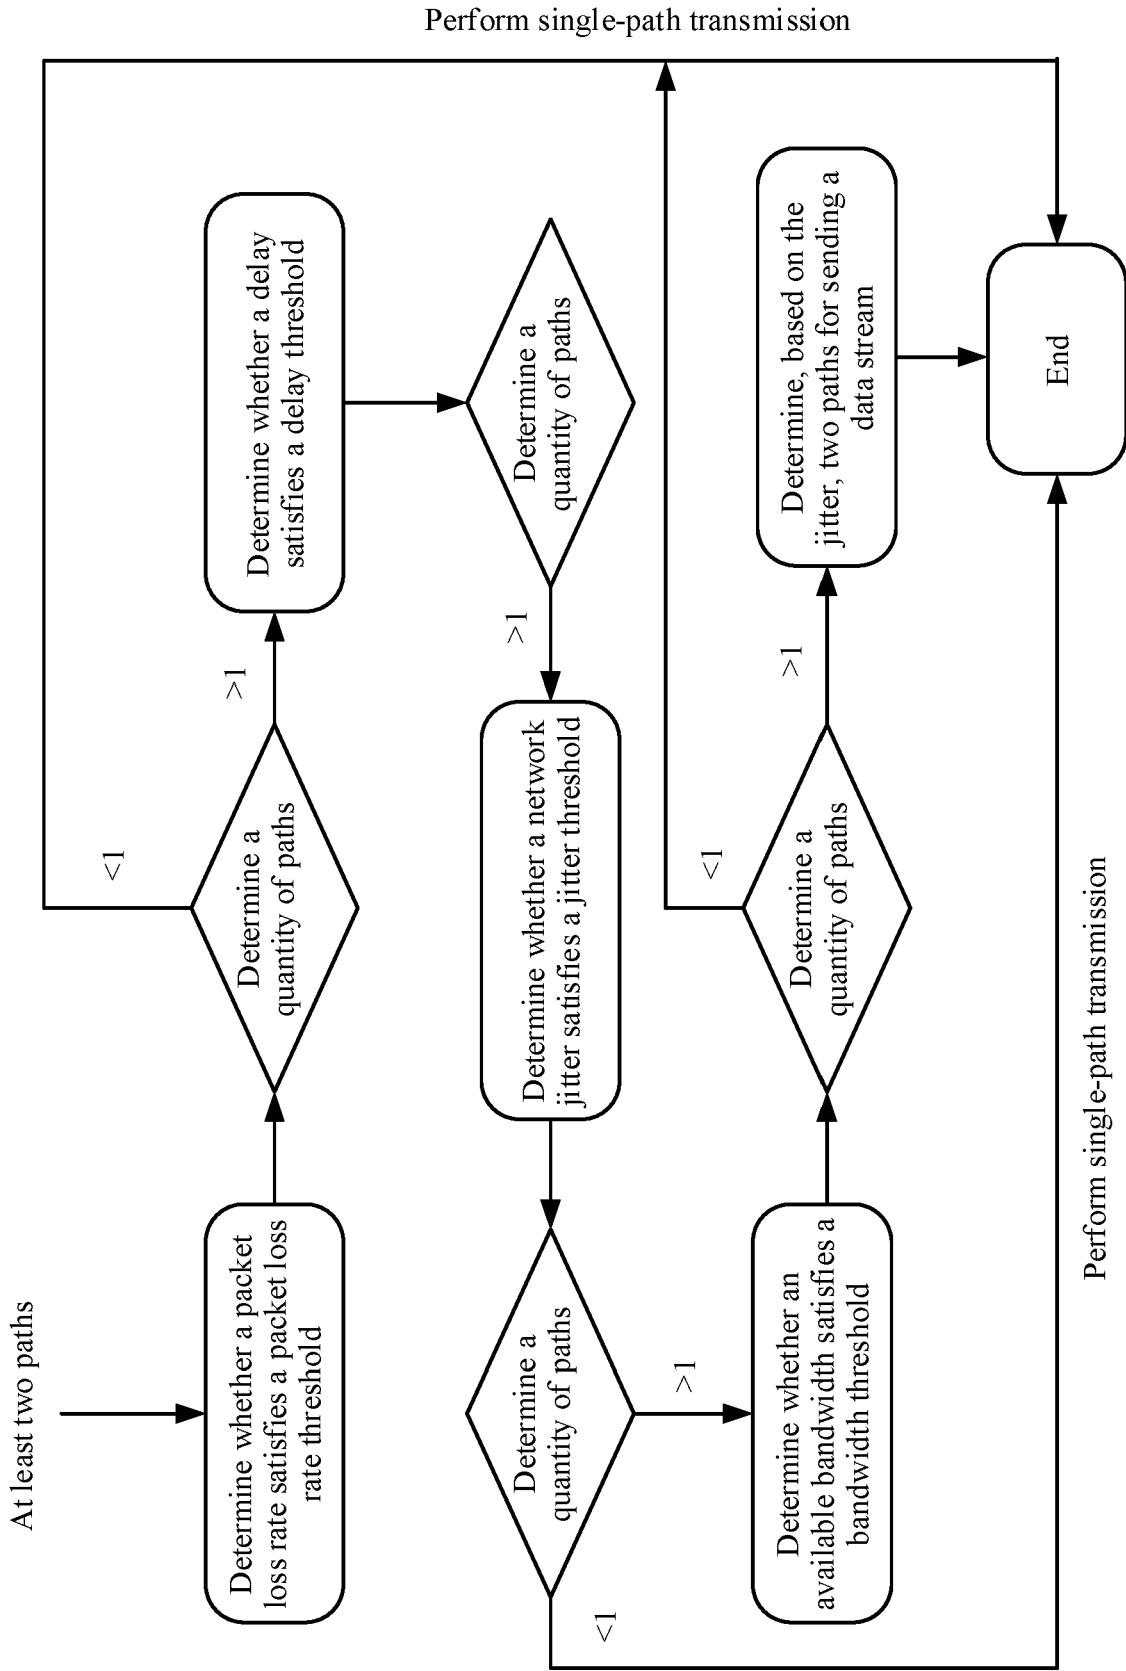 At least two paths
Determine whether a packet
loss rate satisfies a packet loss
rate threshold
Determine a
quantity of paths
<1
>1
Determine whether a delay
satisfies a delay threshold
Perform single-path transmission
Determine a
quantity of paths
>1
Determine whether a network
jitter satisfies a jitter threshold
Determine a
quantity of paths
<1
>1
Determine whether an
available bandwidth satisfies a
bandwidth threshold
Determine a
quantity of paths
<1
>1
Determine, based on the
jitter, two paths for sending a
data stream
End
Perform single-path transmission